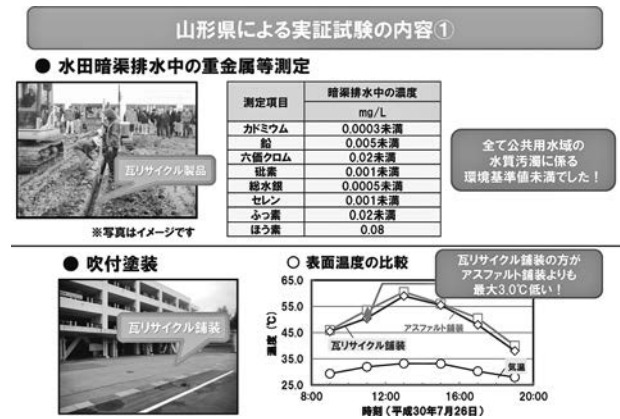 山形県による実証試験の内容①
● 水田暗渠排水中の重金属等測定
瓦リサイクル製品
※写真はイメージです
測定項目 暗渠排水中の濃度
mg/L
カドミウム 0.0003未満
鉛 0.005未満
六価クロム 0.02未満
砒素 0.001未満
総水銀 0.0005未満
セレン 0.001未満
ふっ素 0.02未満
ほう素 0.08
全て公共用水域の
水質汚濁に係る
環境基準値未満でした！
● 吹付塗装
瓦リサイクル舗装
○ 表面温度の比較
瓦リサイクル舗装の方が
アスファルト舗装よりも
最大3.0℃低い！
温度（℃）
65.0
55.0
45.0
35.0
25.0
アスファルト舗装
瓦リサイクル舗装
気温
8:00 12:00 16:00 20:00
時刻（平成30年7月26日）